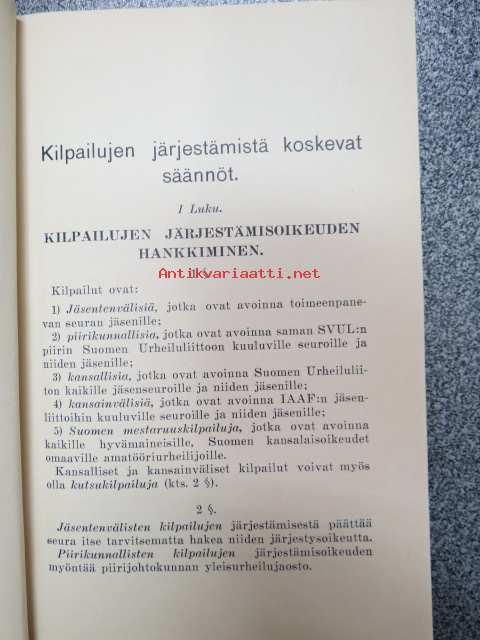 Kilpailujen järjestämistä koskevat
säännöt.
1 Luku.
KILPAILUJEN JÄRJESTÄMISOIKEUDEN
HANKKIMINEN.
Antikvariaatti.net
Kilpailut ovat:
1) Jäsentenvälisiä, jotka ovat avoinna toimeenpane-
van seuran jäsenille;
2) piirikunnallisia, jotka ovat avoinna saman SVUL:n
piirin Suomen Urheiluliittoon kuuluville seuroille ja
niiden jäsenille;
3) kansallisia, jotka ovat avoinna Suomen Urheilulii-
ton kaikille jäsenseuroille ja niiden jäsenille;
4) kansainvälisiä, jotka ovat avoinna IAAF:n jäsen-
liittoihin kuuluville seuroille ja niiden jäsenille;
5) Suomen mestaruuskilpailuja, jotka ovat avoinna
kaikille hyvämaineisille, Suomen kansalaisoikeudet
omaaville amatööriurheilijoille.
Kansalliset ja kansainväliset kilpailut voivat myös
olla kutsukilpailuja (kts. 2 §).
2 §.
Jäsentenvälisten kilpailujen järjestämisestä päättää
seura itse tarvitsematta hakea niiden järjestysoikeutta.
Piirikunnallisten kilpailujen järjestämisoikeuden
myöntää piirijohtokunnan yleisurheilujaosto.